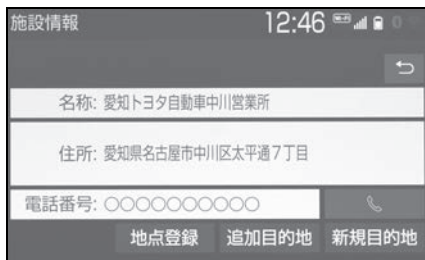 施設情報 12:46
名称: 愛知トヨタ自動車中川営業所
住所: 愛知県名古屋市中川区太平通7丁目
電話番号: ○○○○○○○○○○
地点登録 追加目的地 新規目的地